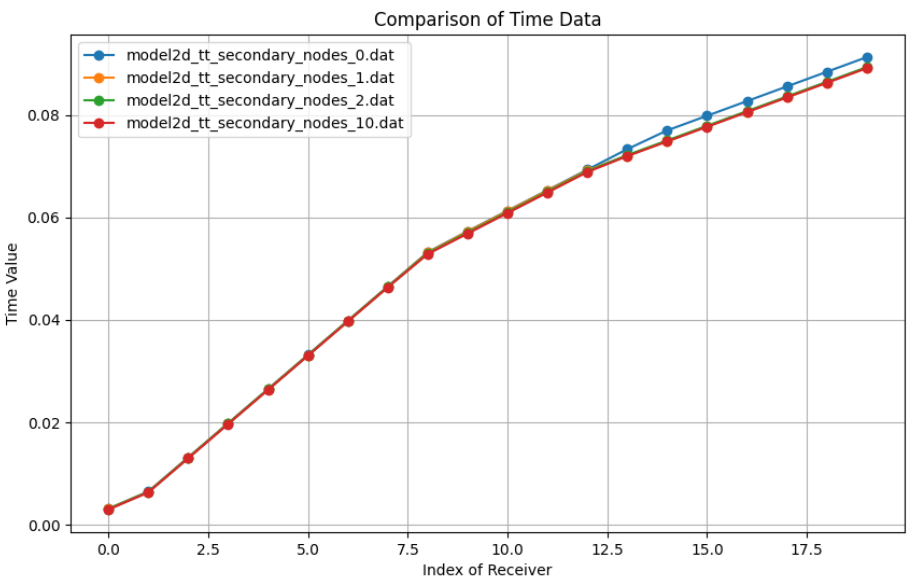 Comparison of Time Data
model2d_tt_secondary_nodes_0.dat
model2d_tt_secondary_nodes_1.dat
model2d_tt_secondary_nodes_2.dat
model2d_tt_secondary_nodes_10.dat
Time Value
0.08
0.06
0.04
0.02
0.00
0.0 2.5 5.0 7.5 10.0 12.5 15.0 17.5
Index of Receiver